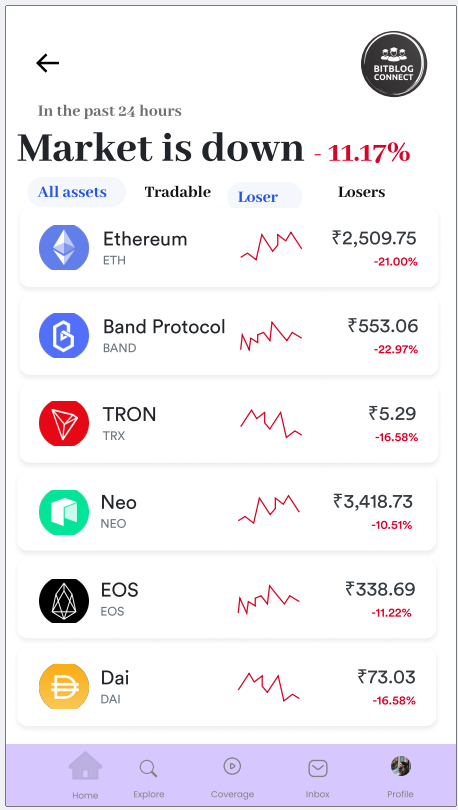 BITBLOG
CONNECT
In the past 24 hours
Market is down - 11.17%
All assets Tradable Loser Losers
Ethereum ₹2,509.75
ETH -21.00%
Band Protocol ₹553.06
BAND -22.97%
TRON ₹5.29
TRX -16.58%
Neo ₹3,418.73
NEO -10.51%
EOS ₹338.69
EOS -11.22%
Dai ₹73.03
DAI -16.58%
Home Explore Coverage Inbox Profile